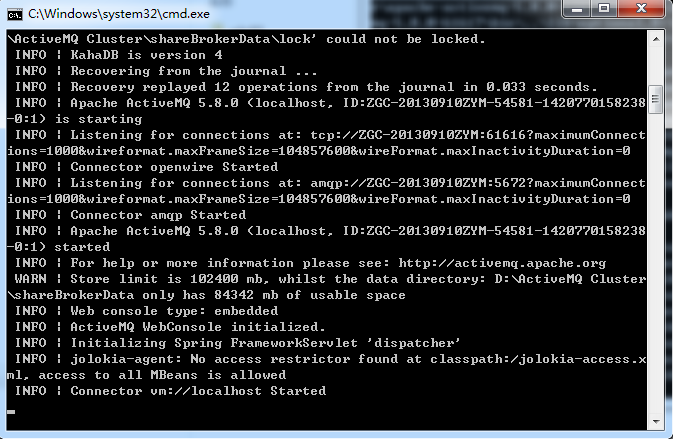 C:\Windows\system32\cmd.exe
\ActiveMQ Cluster\shareBrokerData\lock' could not be locked.
INFO | KahaDB is version 4
INFO | Recovering from the journal ...
INFO | Recovery replayed 12 operations from the journal in 0.033 seconds.
INFO | Apache ActiveMQ 5.8.0 (localhost, ID:ZGC-20130910ZYM-54581-1420770158238
-0:1) is starting
INFO | Listening for connections at: tcp://ZGC-20130910ZYM:61616?maximumConnect
ions=1000&wireformat.maxFrameSize=104857600&wireFormat.maxInactivityDuration=0
INFO | Connector openwire Started
INFO | Listening for connections at: amqp://ZGC-20130910ZYM:5672?maximumConnect
ions=1000&wireformat.maxFrameSize=104857600&wireFormat.maxInactivityDuration=0
INFO | Connector amqp Started
INFO | Apache ActiveMQ 5.8.0 (localhost, ID:ZGC-20130910ZYM-54581-1420770158238
-0:1) started
INFO | For help or more information please see: http://activemq.apache.org
WARN | Store limit is 102400 mb, whilst the data directory: D:\ActiveMQ Cluster
\shareBrokerData only has 84342 mb of usable space
INFO | Web console type: embedded
INFO | ActiveMQ WebConsole initialized.
INFO | Initializing Spring FrameworkServlet 'dispatcher'
INFO | jolokia-agent: No access restrictor found at classpath:/jolokia-access.x
ml, access to all MBeans is allowed
INFO | Connector vm://localhost Started